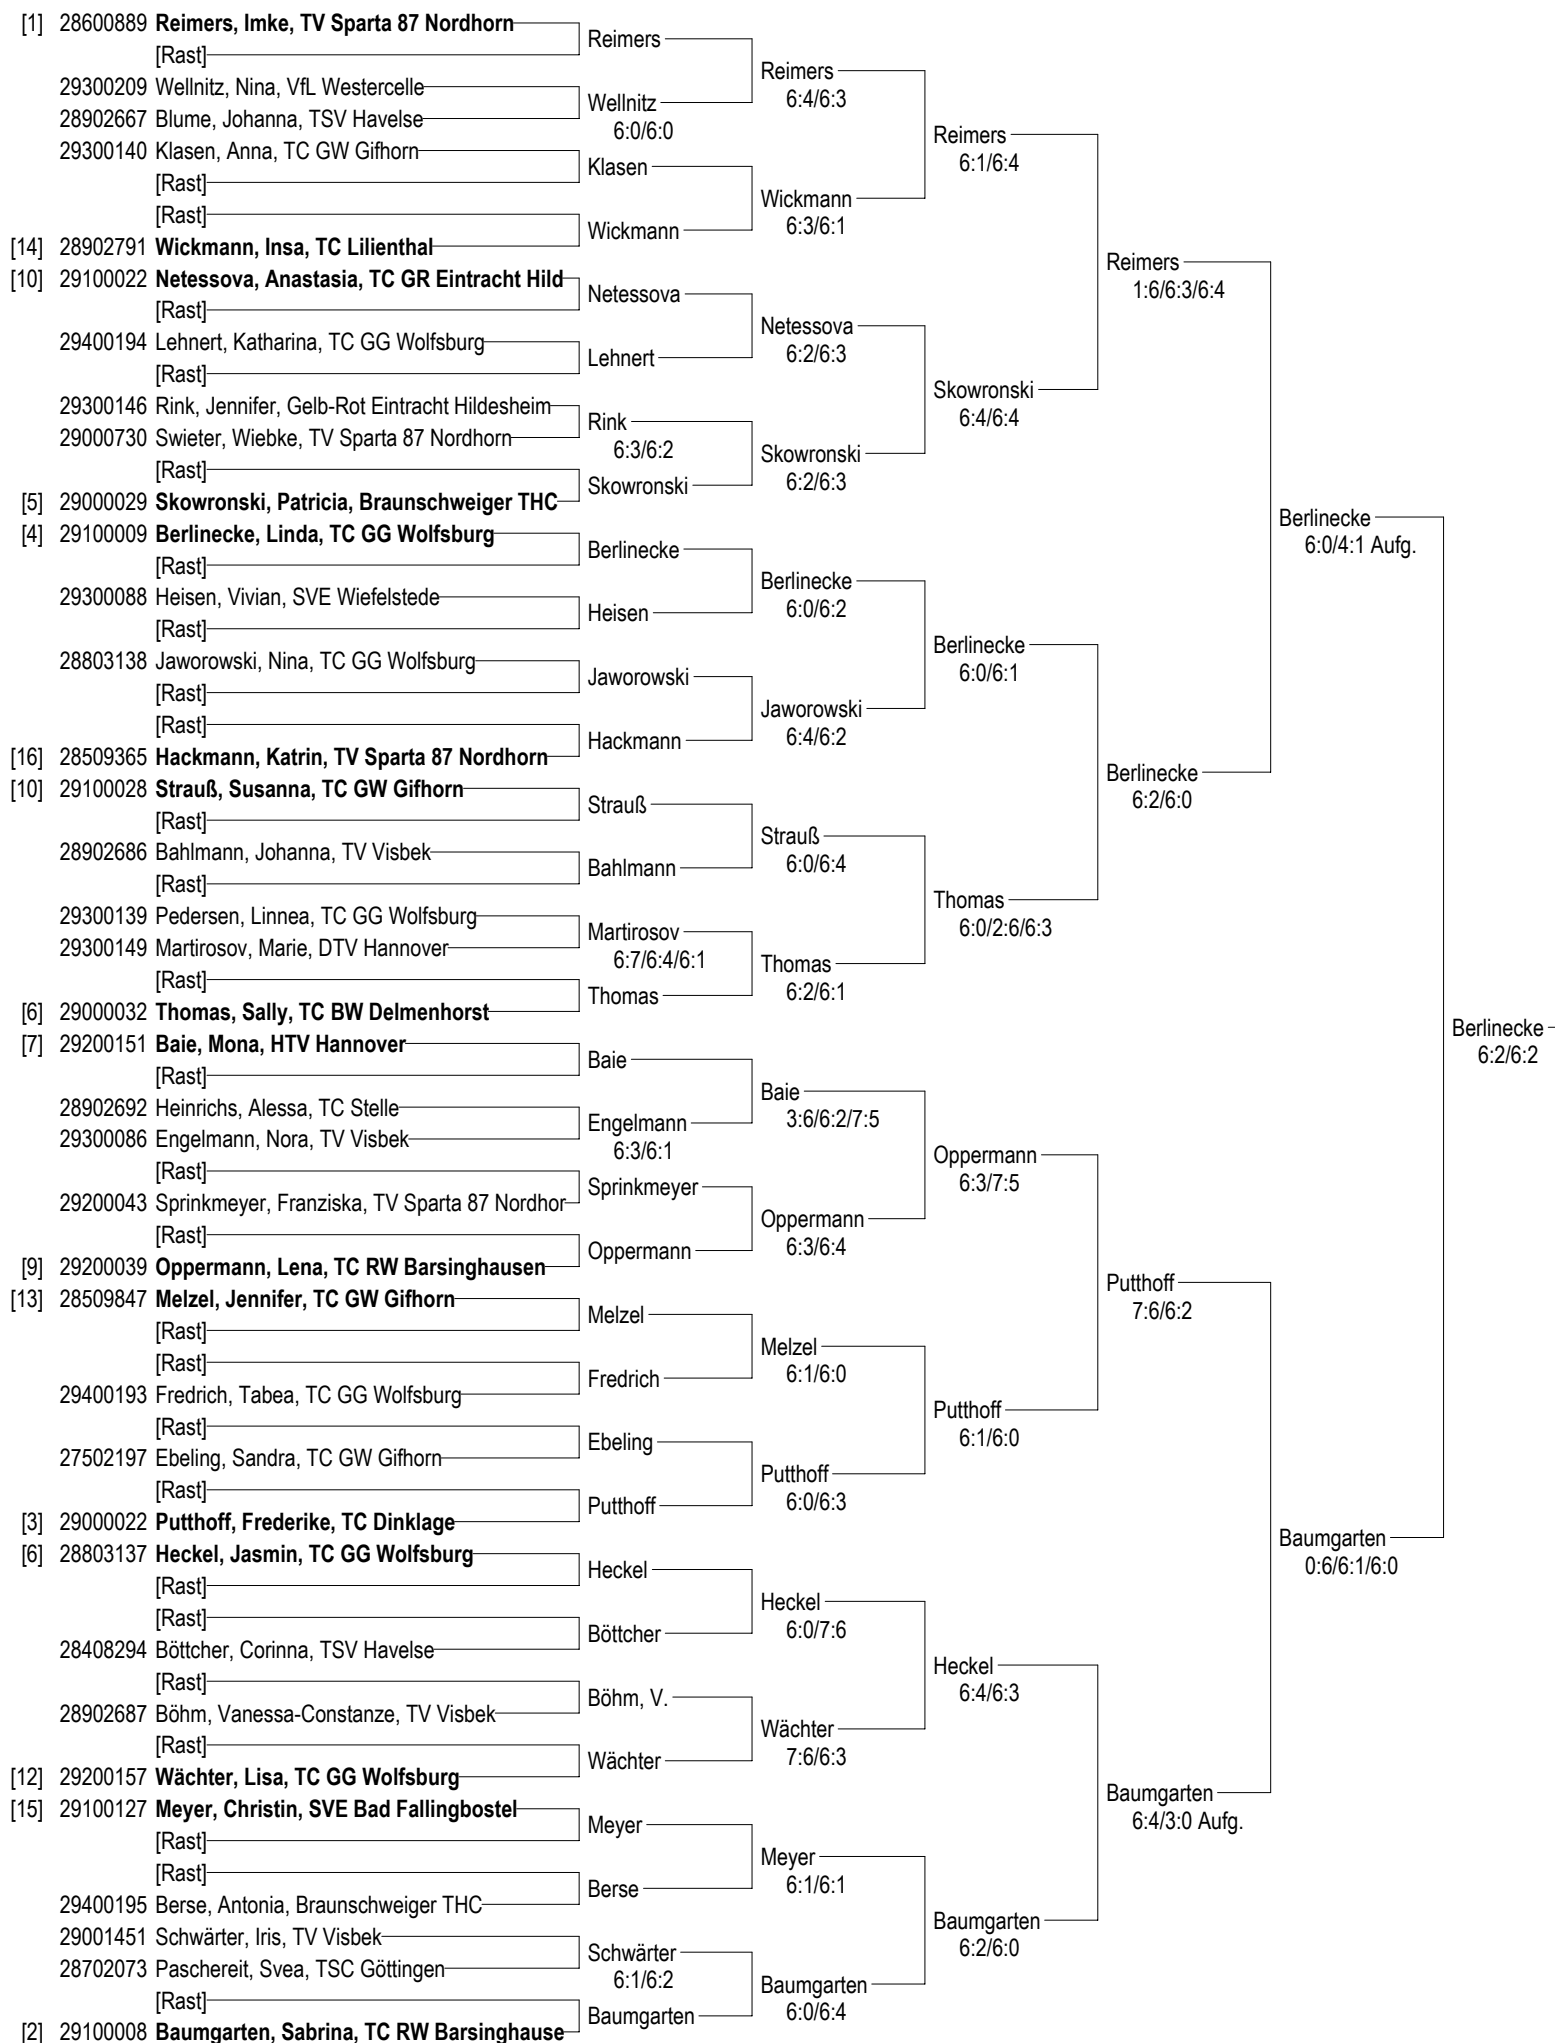 [1] 28600889 Reimers, Imke, TV Sparta 87 Nordhorn
[Rast]
29300209 Wellnitz, Nina, VfL Westercelle
28902667 Blume, Johanna, TSV Havelse
29300140 Klasen, Anna, TC GW Gifhorn
[Rast]
[Rast]
[14] 28902791 Wickmann, Insa, TC Lilienthal
[10] 29100022 Netessova, Anastasia, TC GR Eintracht Hild
[Rast]
29400194 Lehnert, Katharina, TC GG Wolfsburg
[Rast]
29300146 Rink, Jennifer, Gelb-Rot Eintracht Hildesheim
29000730 Swieter, Wiebke, TV Sparta 87 Nordhorn
[Rast]
[5] 29000029 Skowronski, Patricia, Braunschweiger THC
[4] 29100009 Berlinecke, Linda, TC GG Wolfsburg
[Rast]
29300088 Heisen, Vivian, SVE Wiefelstede
[Rast]
28803138 Jaworowski, Nina, TC GG Wolfsburg
[Rast]
[Rast]
[16] 28509365 Hackmann, Katrin, TV Sparta 87 Nordhorn
[10] 29100028 Strauß, Susanna, TC GW Gifhorn
[Rast]
28902686 Bahlmann, Johanna, TV Visbek
[Rast]
29300139 Pedersen, Linnea, TC GG Wolfsburg
29300149 Martirosov, Marie, DTV Hannover
[Rast]
[6] 29000032 Thomas, Sally, TC BW Delmenhorst
[7] 29200151 Baie, Mona, HTV Hannover
[Rast]
28902692 Heinrichs, Alessa, TC Stelle
29300086 Engelmann, Nora, TV Visbek
[Rast]
29200043 Sprinkmeyer, Franziska, TV Sparta 87 Nordhor
[Rast]
[9] 29200039 Oppermann, Lena, TC RW Barsinghausen
[13] 28509847 Melzel, Jennifer, TC GW Gifhorn
[Rast]
[Rast]
29400193 Fredrich, Tabea, TC GG Wolfsburg
[Rast]
27502197 Ebeling, Sandra, TC GW Gifhorn
[Rast]
[3] 29000022 Putthoff, Frederike, TC Dinklage
[6] 28803137 Heckel, Jasmin, TC GG Wolfsburg
[Rast]
[Rast]
28408294 Böttcher, Corinna, TSV Havelse
[Rast]
28902687 Böhm, Vanessa-Constanze, TV Visbek
[Rast]
[12] 29200157 Wächter, Lisa, TC GG Wolfsburg
[15] 29100127 Meyer, Christin, SVE Bad Fallingbostel
[Rast]
[Rast]
29400195 Berse, Antonia, Braunschweiger THC
29001451 Schwärter, Iris, TV Visbek
28702073 Paschereit, Svea, TSC Göttingen
[Rast]
[2] 29100008 Baumgarten, Sabrina, TC RW Barsinghause
Reimers
Wellnitz
6:0/6:0
Klasen
Wickmann
Netessova
Lehnert
Rink
6:3/6:2
Skowronski
Berlinecke
Heisen
Jaworowski
Hackmann
Strauß
Bahlmann
Martirosov
6:7/6:4/6:1
Thomas
Baie
Engelmann
6:3/6:1
Sprinkmeyer
Oppermann
Melzel
Fredrich
Ebeling
Putthoff
Heckel
Böttcher
Böhm, V.
Wächter
Meyer
Berse
Schwärter
6:1/6:2
Baumgarten
Reimers
6:4/6:3
Wickmann
6:3/6:1
Netessova
6:2/6:3
Skowronski
6:2/6:3
Berlinecke
6:0/6:2
Jaworowski
6:4/6:2
Strauß
6:0/6:4
Thomas
6:2/6:1
Baie
3:6/6:2/7:5
Oppermann
6:3/6:4
Melzel
6:1/6:0
Putthoff
6:0/6:3
Heckel
6:0/7:6
Wächter
7:6/6:3
Meyer
6:1/6:1
Baumgarten
6:0/6:4
Reimers
6:1/6:4
Skowronski
6:4/6:4
Berlinecke
6:0/6:1
Thomas
6:0/2:6/6:3
Oppermann
6:3/7:5
Putthoff
6:1/6:0
Heckel
6:4/6:3
Baumgarten
6:2/6:0
Reimers
1:6/6:3/6:4
Berlinecke
6:2/6:0
Putthoff
7:6/6:2
Baumgarten
6:4/3:0 Aufg.
Berlinecke
6:0/4:1 Aufg.
Baumgarten
0:6/6:1/6:0
Berlinecke
6:2/6:2